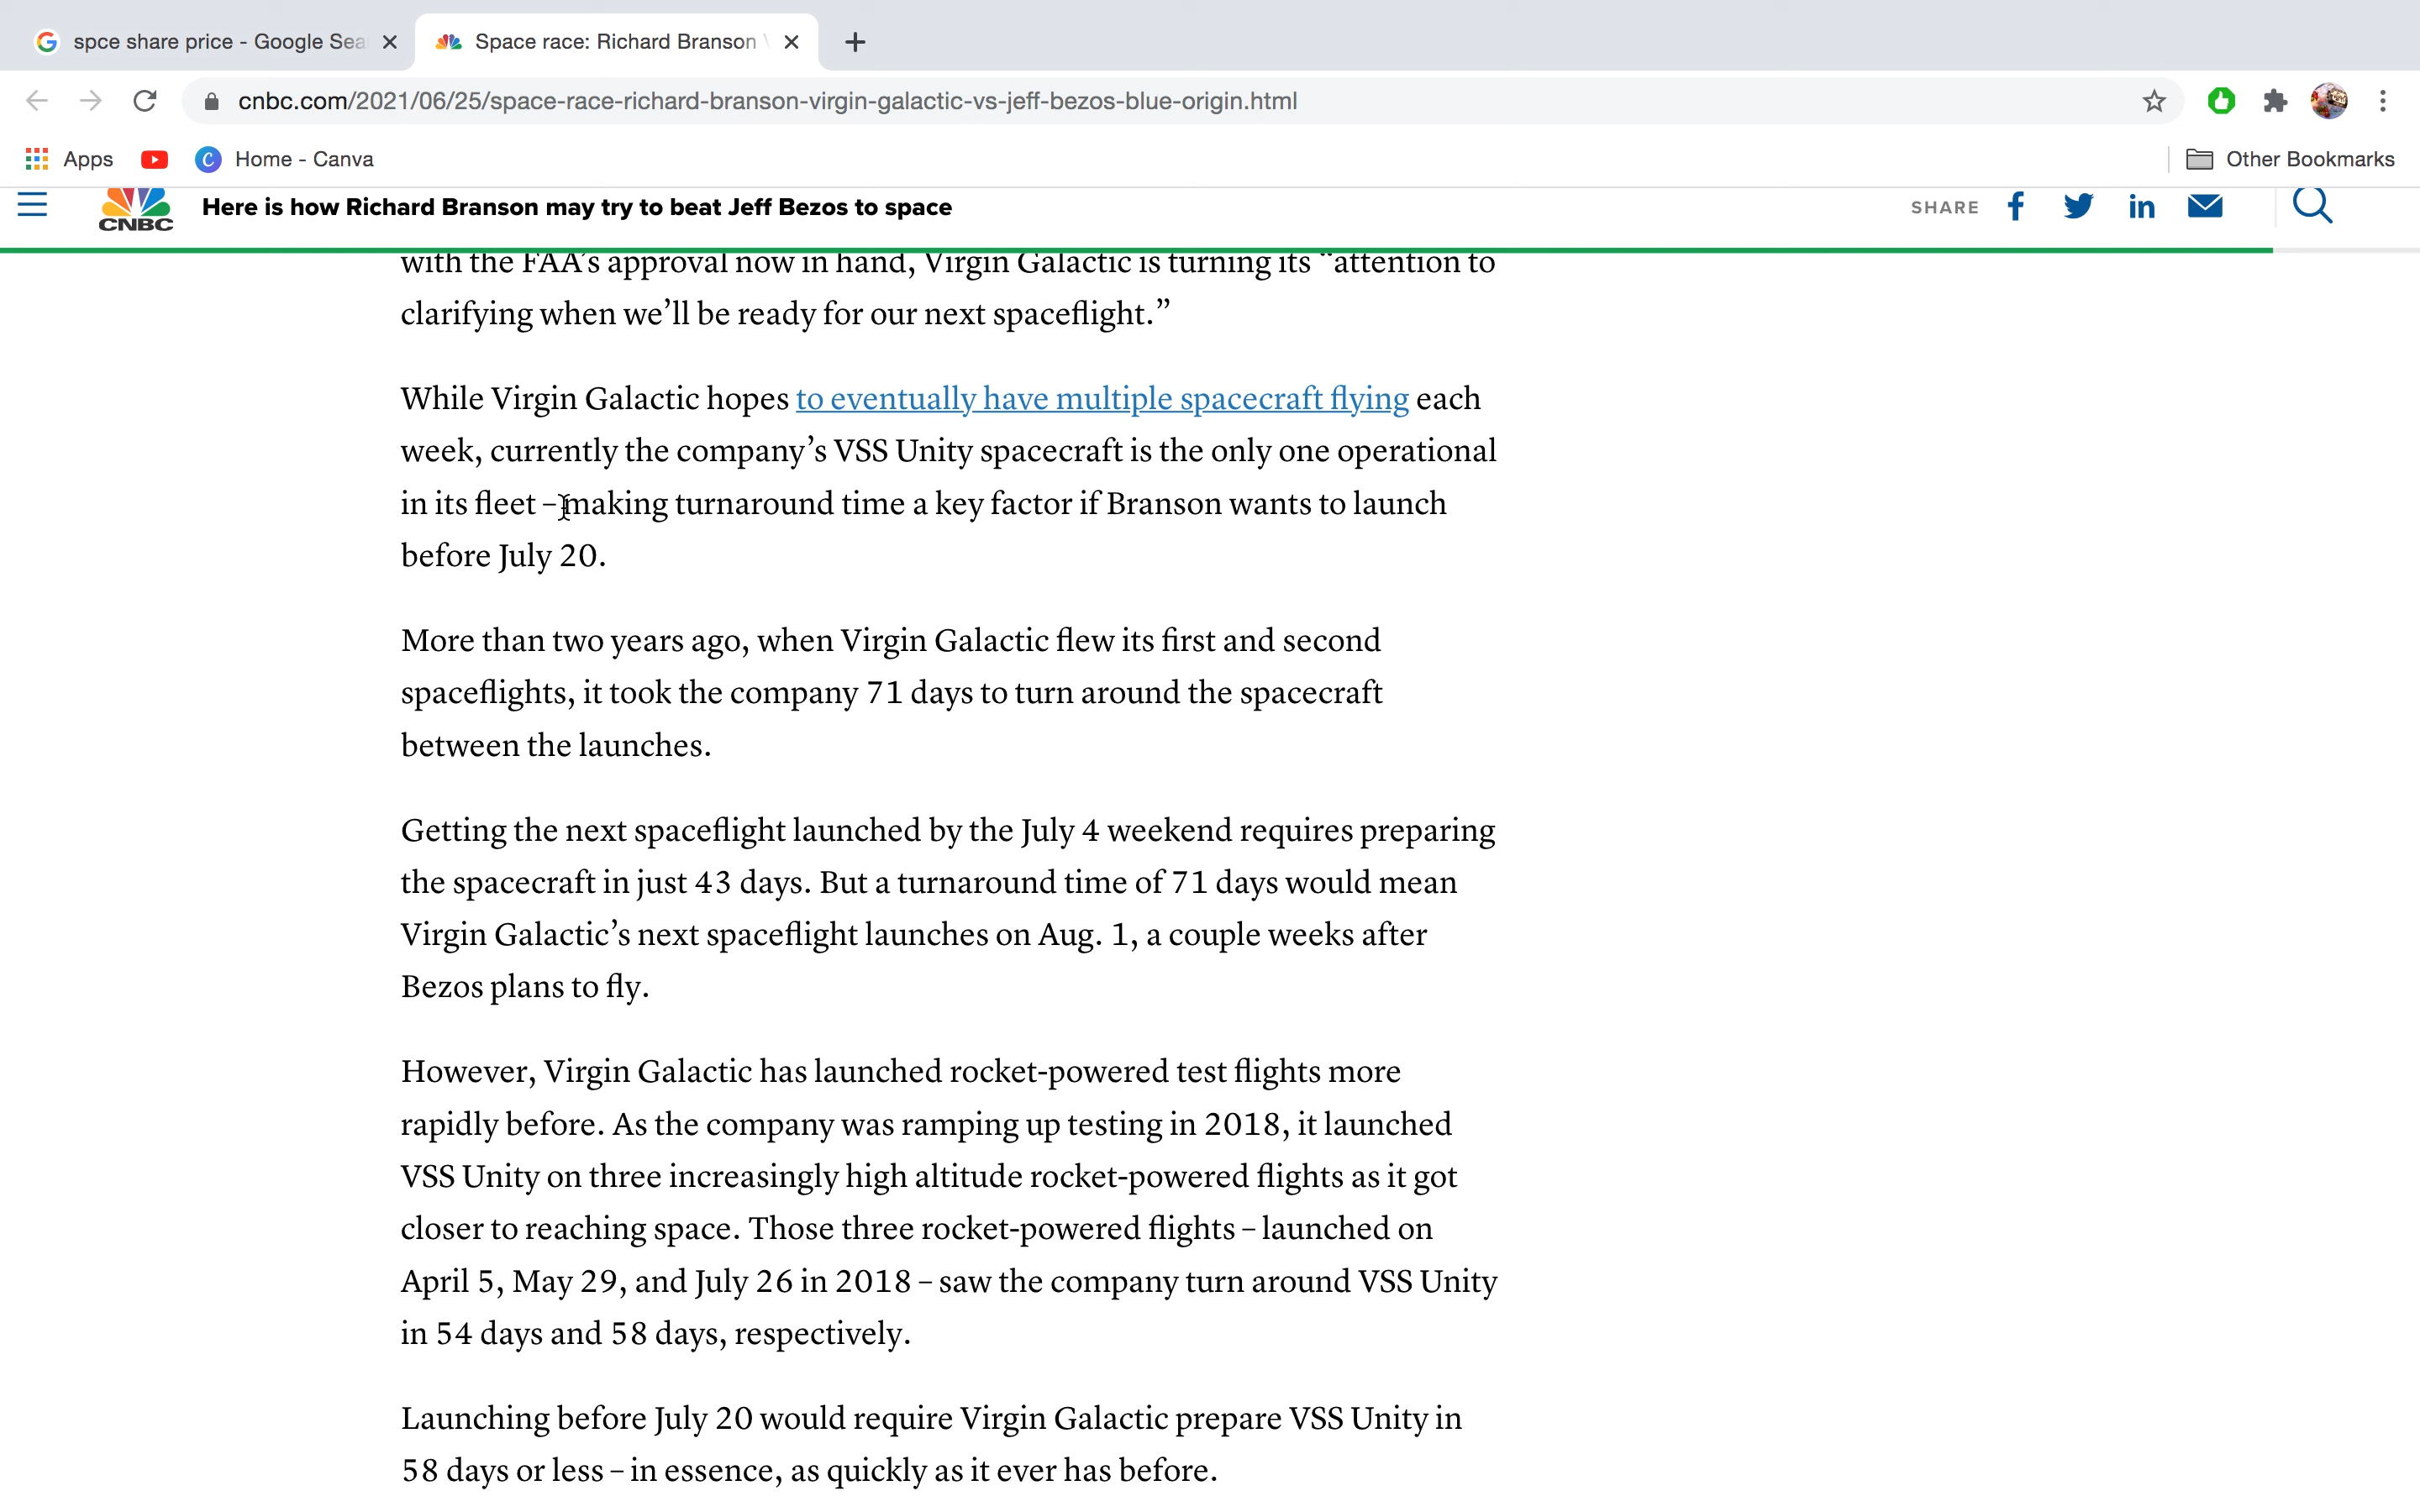 spce share price - Google Sea
Space race: Richard Branson
cnbc.com/2021/06/25/space-race-richard-branson-virgin-galactic-vs-jeff-bezos-blue-origin.html
Apps
Home - Canva
Other Bookmarks
CNBC
Here is how Richard Branson may try to beat Jeff Bezos to space
SHARE
with the FAA’s approval now in hand, Virgin Galactic is turning its “attention to
clarifying when we’ll be ready for our next spaceflight.”
While Virgin Galactic hopes to eventually have multiple spacecraft flying each
week, currently the company’s VSS Unity spacecraft is the only one operational
in its fleet – making turnaround time a key factor if Branson wants to launch
before July 20.
More than two years ago, when Virgin Galactic flew its first and second
spaceflights, it took the company 71 days to turn around the spacecraft
between the launches.
Getting the next spaceflight launched by the July 4 weekend requires preparing
the spacecraft in just 43 days. But a turnaround time of 71 days would mean
Virgin Galactic’s next spaceflight launches on Aug. 1, a couple weeks after
Bezos plans to fly.
However, Virgin Galactic has launched rocket-powered test flights more
rapidly before. As the company was ramping up testing in 2018, it launched
VSS Unity on three increasingly high altitude rocket-powered flights as it got
closer to reaching space. Those three rocket-powered flights – launched on
April 5, May 29, and July 26 in 2018 – saw the company turn around VSS Unity
in 54 days and 58 days, respectively.
Launching before July 20 would require Virgin Galactic prepare VSS Unity in
58 days or less – in essence, as quickly as it ever has before.